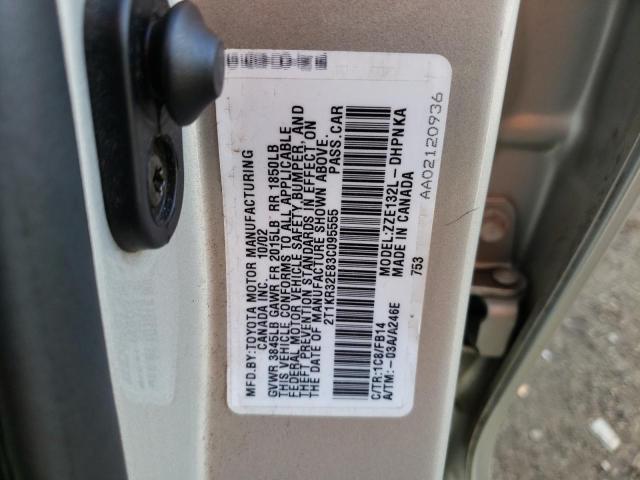 MFD.BY:TOYOTA MOTOR MANUFACTURING
CANADA INC. 10/02
GVWR 3845LB GAWR FR 2015LB RR 1850LB
THIS VEHICLE CONFORMS TO ALL APPLICABLE
FEDERAL MOTOR VEHICLE SAFETY BUMPER, AND
THEFT PREVENTION STANDARDS IN EFFECT ON
THE DATE OF MANUFACTURE SHOWN ABOVE.
2T1KR32E83C095555 PASS.CAR
C/TR:1C8/FB14 MODEL:ZZE132L-DHPNKA
A/TM:-03A/A246E MADE IN CANADA
753
AA02120936